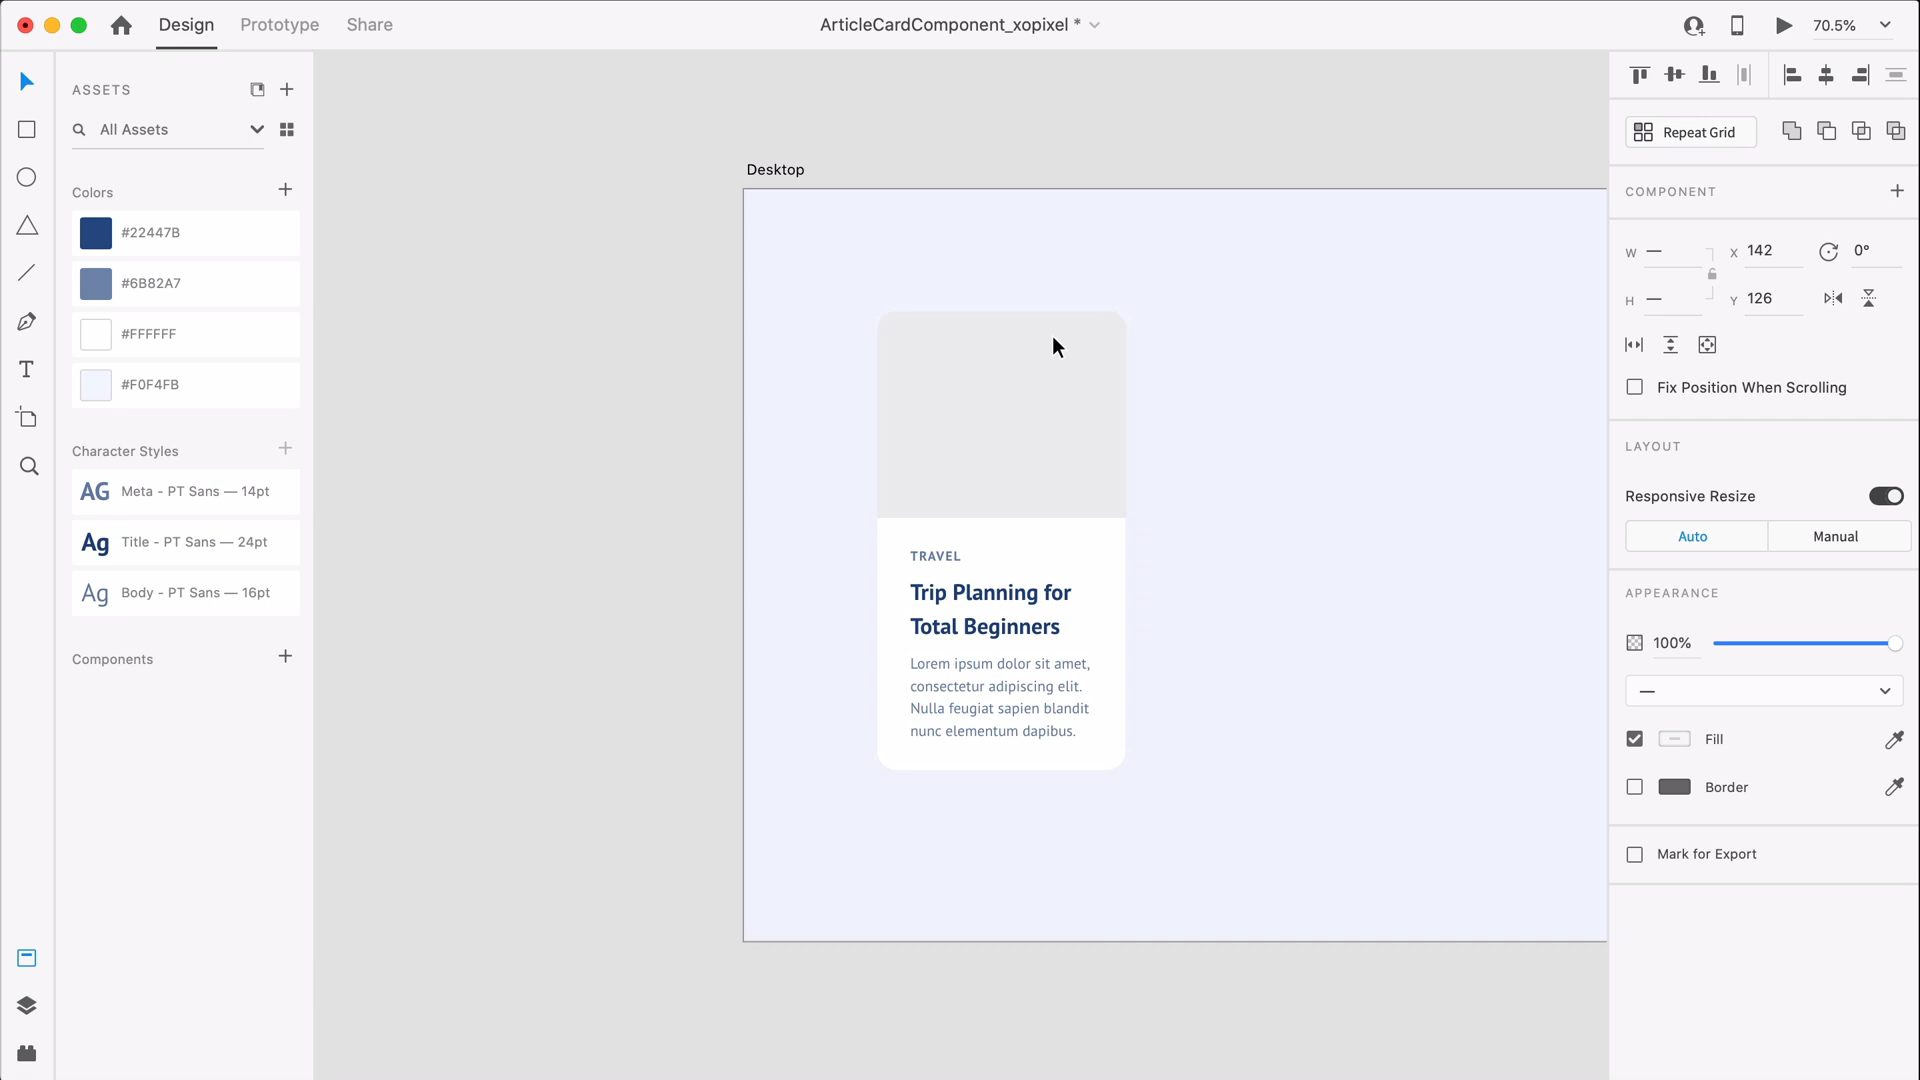 Design
Prototype
Share
ArticleCardComponent_xopixel *
70.5%
ASSETS
All Assets
Colors
#22447B
#6B82A7
#FFFFFF
#F0F4FB
Character Styles
AG Meta - PT Sans — 14pt
Ag Title - PT Sans — 24pt
Ag Body - PT Sans — 16pt
Components
Desktop
TRAVEL
Trip Planning for
Total Beginners
Lorem ipsum dolor sit amet,
consectetur adipiscing elit.
Nulla feugiat sapien blandit
nunc elementum dapibus.
Repeat Grid
COMPONENT
W — X 142 0°
H — Y 126
Fix Position When Scrolling
LAYOUT
Responsive Resize
Auto Manual
APPEARANCE
100%
—
Fill
Border
Mark for Export